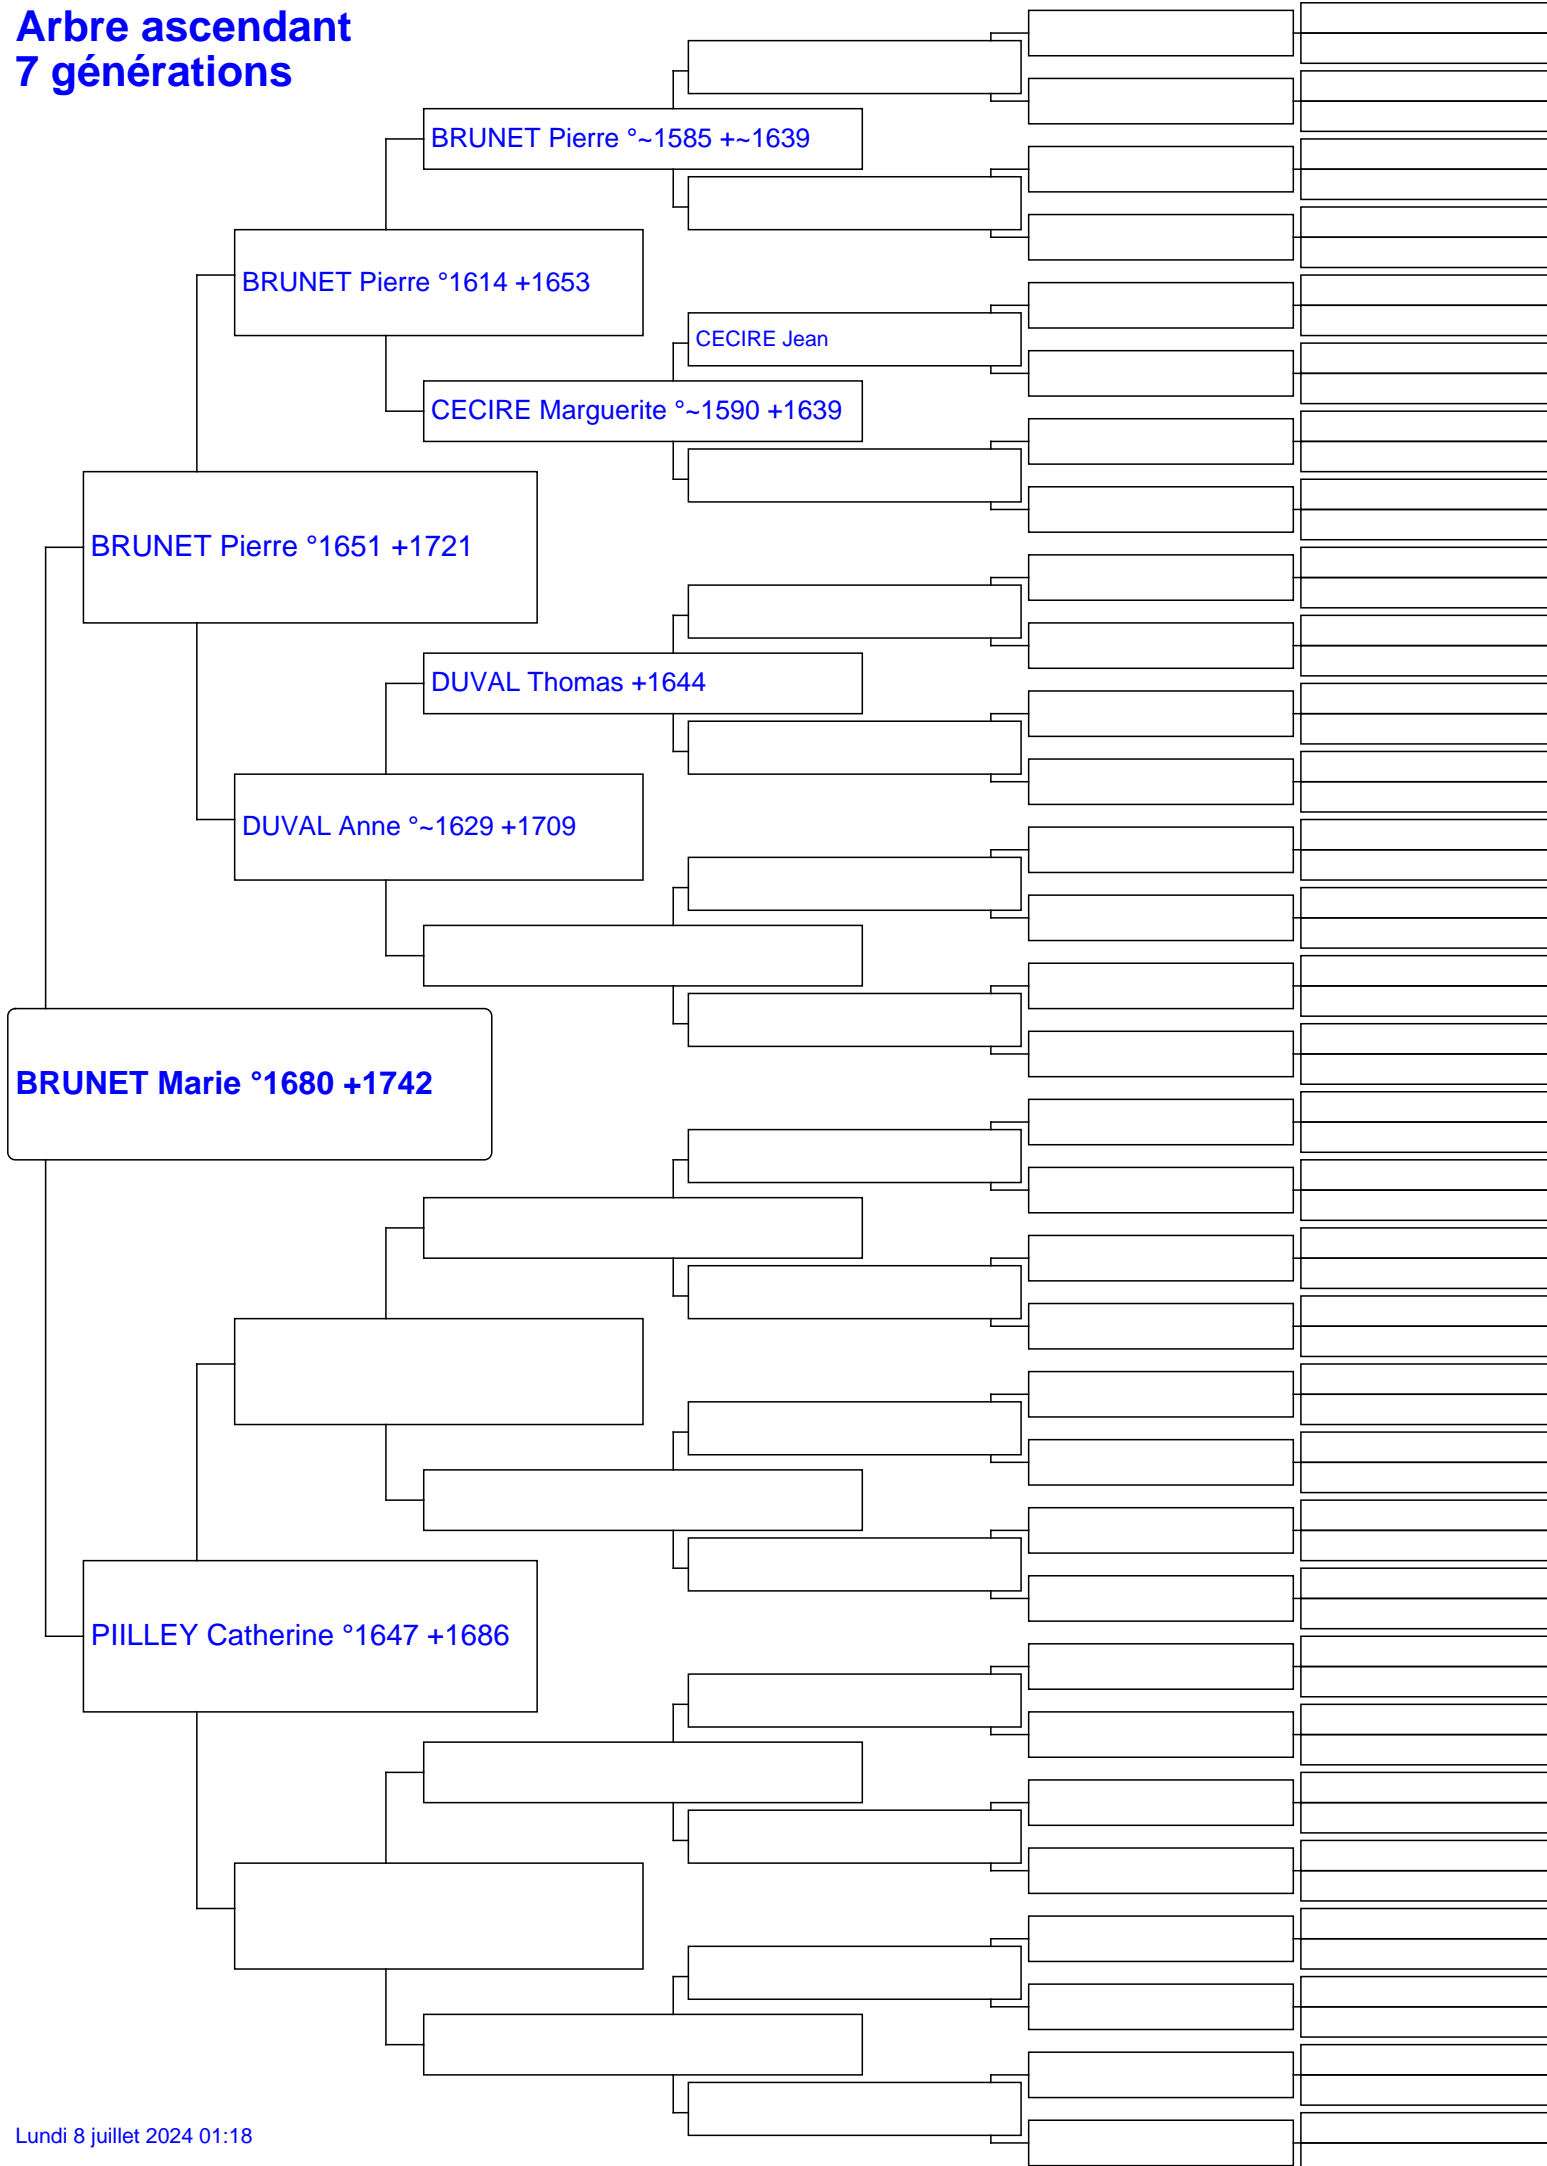 Arbre ascendant
7 générations
BRUNET Pierre °~1585 +~1639
BRUNET Pierre °1614 +1653
CECIRE Jean
CECIRE Marguerite °~1590 +1639
BRUNET Pierre °1651 +1721
DUVAL Thomas +1644
DUVAL Anne °~1629 +1709
BRUNET Marie °1680 +1742
PIILLEY Catherine °1647 +1686
Lundi 8 juillet 2024 01:18